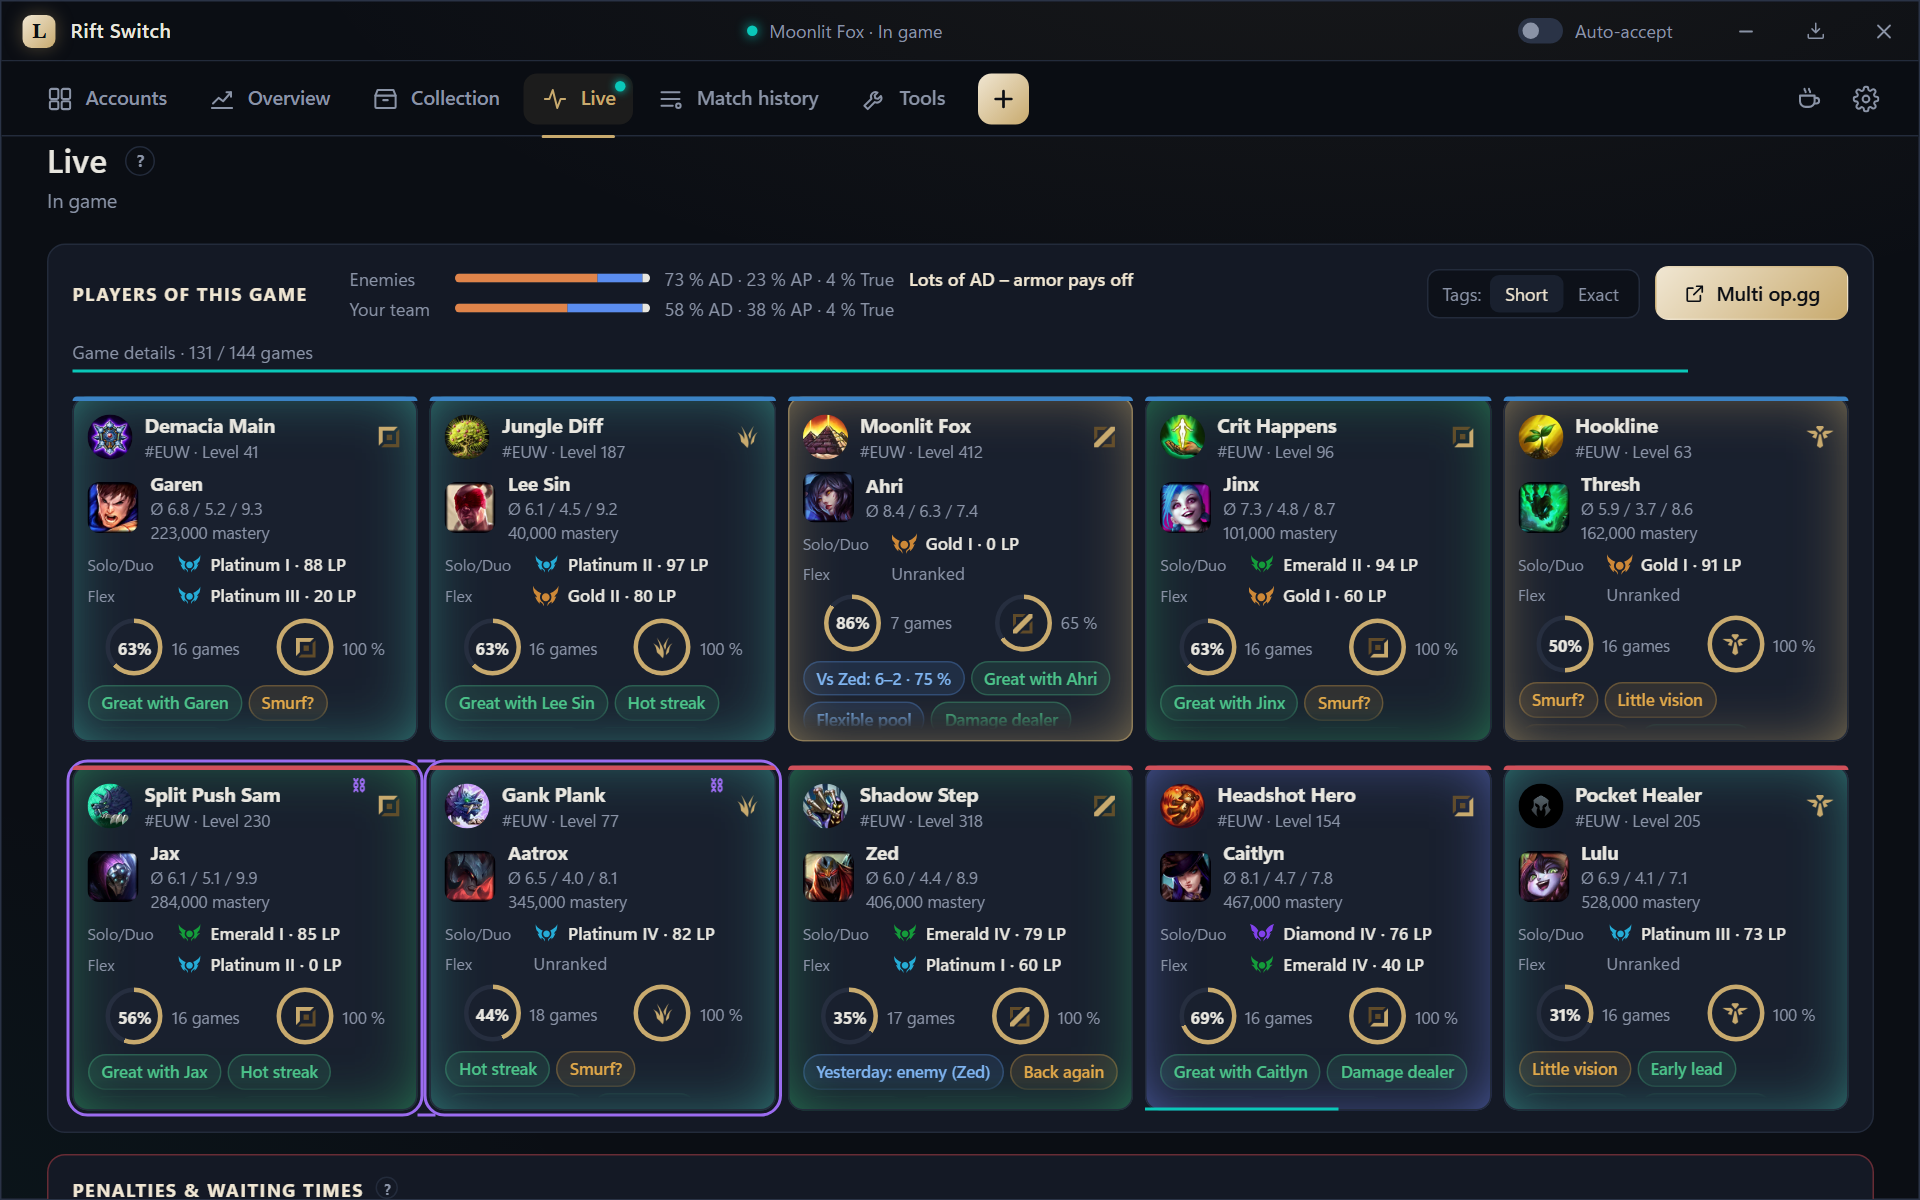 L Rift Switch
Moonlit Fox · In game
Auto-accept
Accounts
Overview
Collection
Live
Match history
Tools
+
Live ?
In game
PLAYERS OF THIS GAME
Enemies 73 % AD · 23 % AP · 4 % True Lots of AD – armor pays off
Your team 58 % AD · 38 % AP · 4 % True
Tags: Short Exact
Multi op.gg
Game details · 131 / 144 games
Demacia Main
#EUW · Level 41
Garen
Ø 6.8 / 5.2 / 9.3
223,000 mastery
Solo/Duo Platinum I · 88 LP
Flex Platinum III · 20 LP
63% 16 games 100 %
Great with Garen Smurf?
Jungle Diff
#EUW · Level 187
Lee Sin
Ø 6.1 / 4.5 / 9.2
40,000 mastery
Solo/Duo Platinum II · 97 LP
Flex Gold II · 80 LP
63% 16 games 100 %
Great with Lee Sin Hot streak
Moonlit Fox
#EUW · Level 412
Ahri
Ø 8.4 / 6.3 / 7.4
Solo/Duo Gold I · 0 LP
Flex Unranked
86% 7 games 65 %
Vs Zed: 6–2 · 75 % Great with Ahri
Flexible pool Damage dealer
Crit Happens
#EUW · Level 96
Jinx
Ø 7.3 / 4.8 / 8.7
101,000 mastery
Solo/Duo Emerald II · 94 LP
Flex Gold I · 60 LP
63% 16 games 100 %
Great with Jinx Smurf?
Hookline
#EUW · Level 63
Thresh
Ø 5.9 / 3.7 / 8.6
162,000 mastery
Solo/Duo Gold I · 91 LP
Flex Unranked
50% 16 games 100 %
Smurf? Little vision
Split Push Sam
#EUW · Level 230
Jax
Ø 6.1 / 5.1 / 9.9
284,000 mastery
Solo/Duo Emerald I · 85 LP
Flex Platinum II · 0 LP
56% 16 games 100 %
Great with Jax Hot streak
Gank Plank
#EUW · Level 77
Aatrox
Ø 6.5 / 4.0 / 8.1
345,000 mastery
Solo/Duo Platinum IV · 82 LP
Flex Unranked
44% 18 games 100 %
Hot streak Smurf?
Shadow Step
#EUW · Level 318
Zed
Ø 6.0 / 4.4 / 8.9
406,000 mastery
Solo/Duo Emerald IV · 79 LP
Flex Platinum I · 60 LP
35% 17 games 100 %
Yesterday: enemy (Zed) Back again
Headshot Hero
#EUW · Level 154
Caitlyn
Ø 8.1 / 4.7 / 7.8
467,000 mastery
Solo/Duo Diamond IV · 76 LP
Flex Emerald IV · 40 LP
69% 16 games 100 %
Great with Caitlyn Damage dealer
Pocket Healer
#EUW · Level 205
Lulu
Ø 6.9 / 4.1 / 7.1
528,000 mastery
Solo/Duo Platinum III · 73 LP
Flex Unranked
31% 16 games 100 %
Little vision Early lead
PENALTIES & WAITING TIMES ?